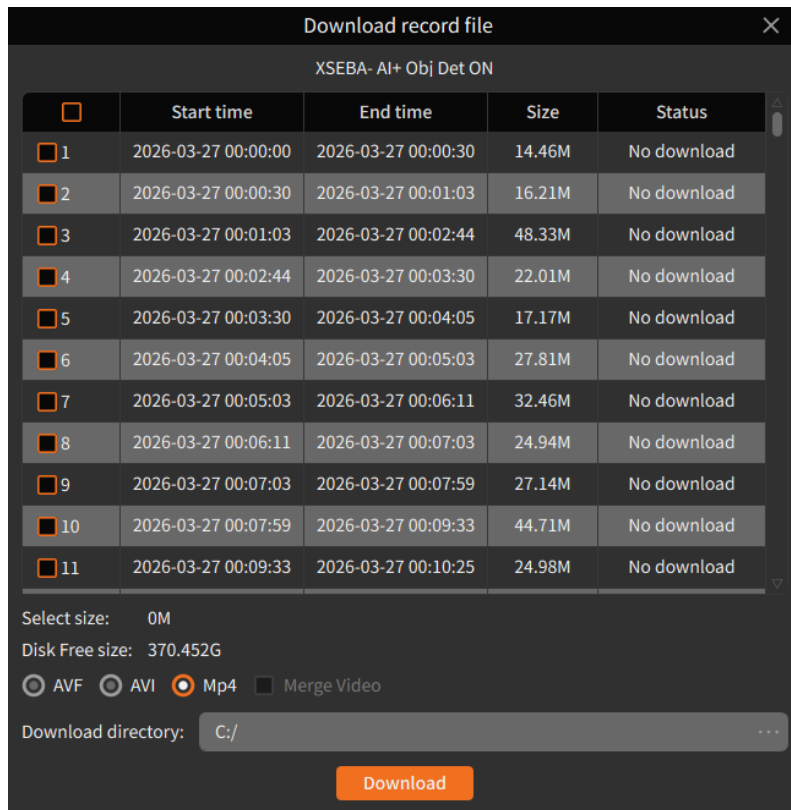 Download record file
XSEBA- AI+ Obj Det ON
Start time End time Size Status
1 2026-03-27 00:00:00 2026-03-27 00:00:30 14.46M No download
2 2026-03-27 00:00:30 2026-03-27 00:01:03 16.21M No download
3 2026-03-27 00:01:03 2026-03-27 00:02:44 48.33M No download
4 2026-03-27 00:02:44 2026-03-27 00:03:30 22.01M No download
5 2026-03-27 00:03:30 2026-03-27 00:04:05 17.17M No download
6 2026-03-27 00:04:05 2026-03-27 00:05:03 27.81M No download
7 2026-03-27 00:05:03 2026-03-27 00:06:11 32.46M No download
8 2026-03-27 00:06:11 2026-03-27 00:07:03 24.94M No download
9 2026-03-27 00:07:03 2026-03-27 00:07:59 27.14M No download
10 2026-03-27 00:07:59 2026-03-27 00:09:33 44.71M No download
11 2026-03-27 00:09:33 2026-03-27 00:10:25 24.98M No download
Select size: 0M
Disk Free size: 370.452G
AVF AVI Mp4 Merge Video
Download directory: C:/ ...
Download